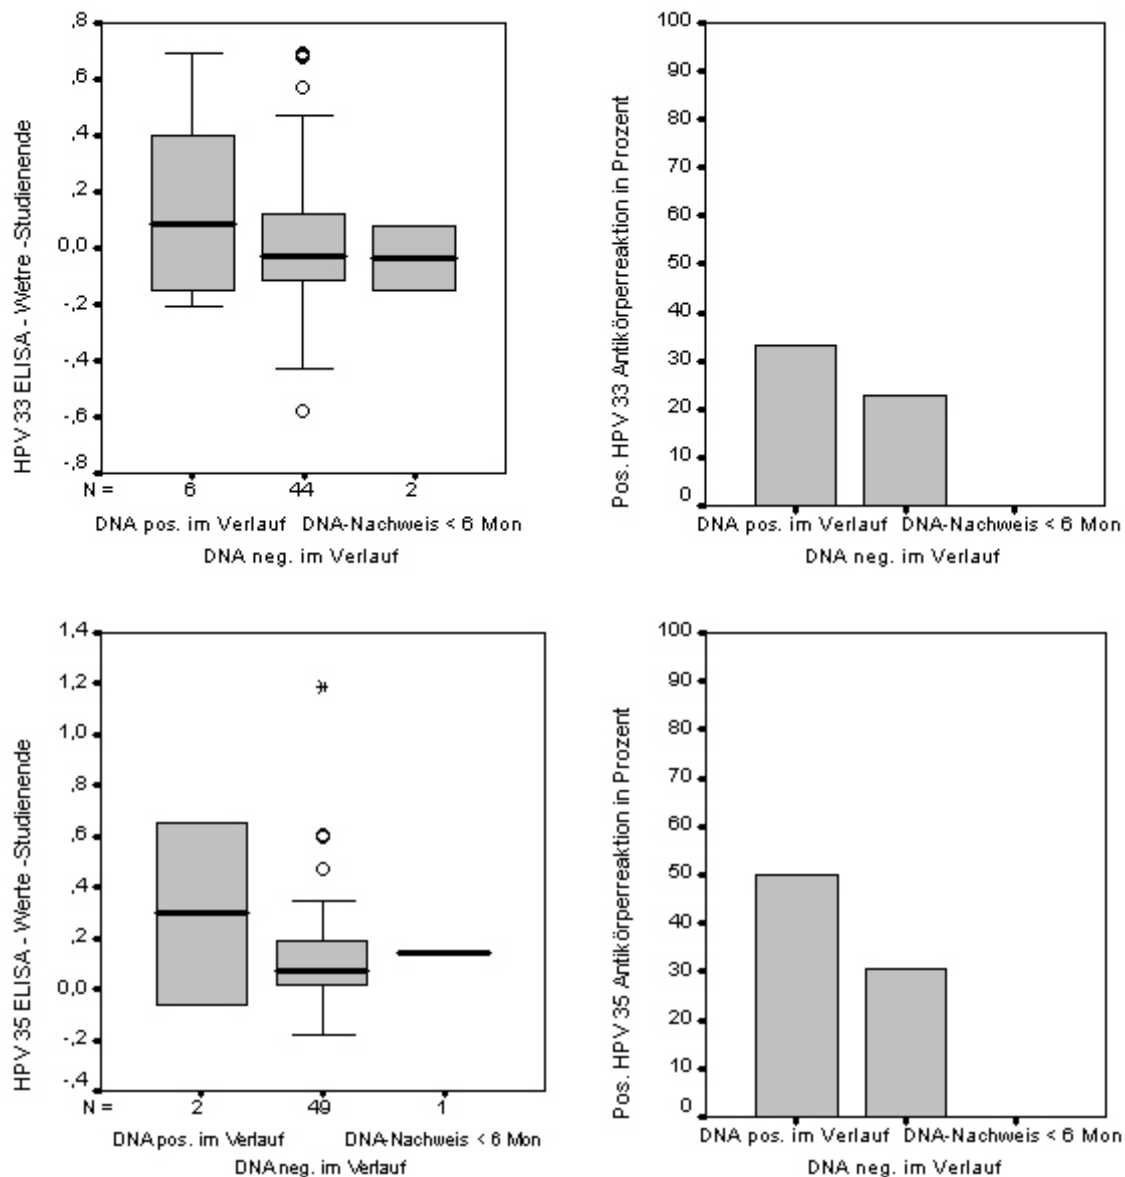 HPV 33 ELISA - Wetre -Studienende
,8
,6
,4
,2
0,0
-,2
-,4
-,6
-,8
N = 6 44 2
DNA pos. im Verlauf DNA-Nachweis < 6 Mon
DNA neg. im Verlauf
Pos. HPV 33 Antikörperreaktion in Prozent
100
90
80
70
60
50
40
30
20
10
0
DNA pos. im Verlauf DNA-Nachweis < 6 Mon
DNA neg. im Verlauf
HPV 35 ELISA - Werte -Studienende
1,4
1,2
1,0
,8
,6
,4
,2
0,0
-,2
-,4
N = 2 49 1
DNA pos. im Verlauf DNA-Nachweis < 6 Mon
DNA neg. im Verlauf
Pos. HPV 35 Antikörperreaktion in Prozent
100
90
80
70
60
50
40
30
20
10
0
DNA pos. im Verlauf DNA-Nachweis < 6 Mon
DNA neg. im Verlauf